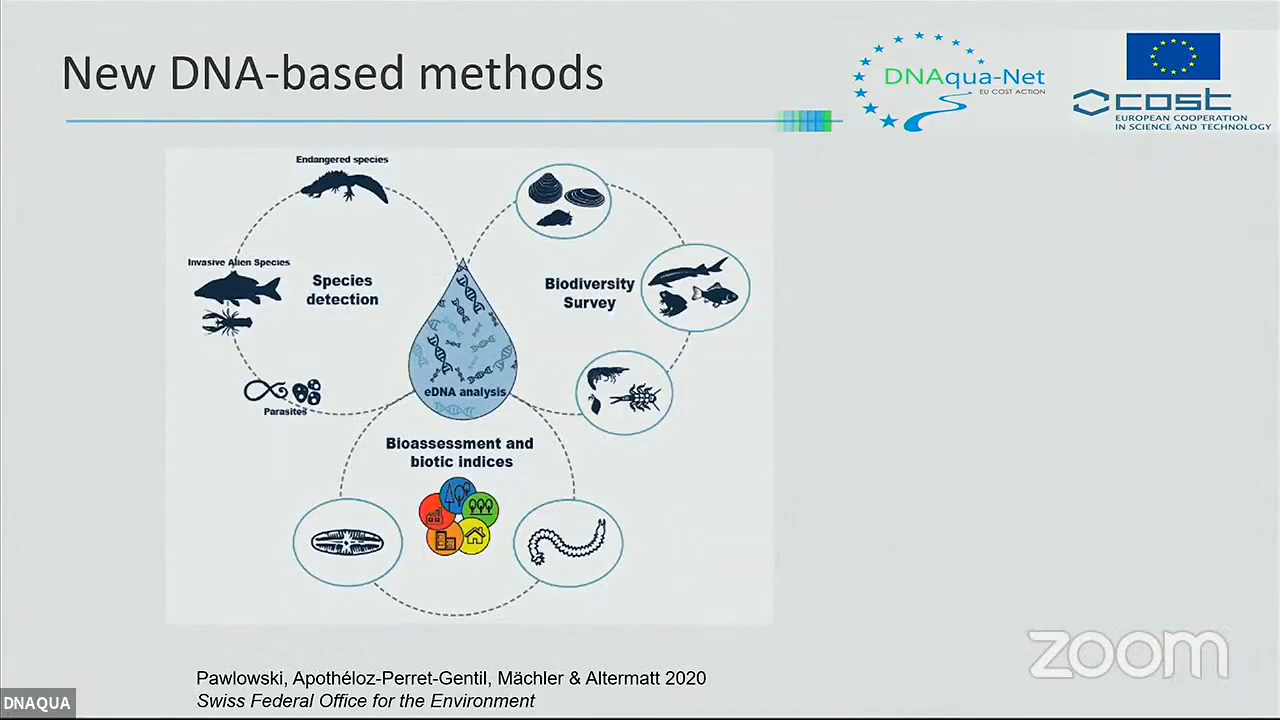 New DNA-based methods
DNAqua-Net
EU COST ACTION
cost
EUROPEAN COOPERATION
IN SCIENCE AND TECHNOLOGY
Endangered species
Invasive Alien Species
Species
detection
Biodiversity
Survey
eDNA analysis
Parasites
Bioassessment and
biotic indices
Pawlowski, Apothéloz-Perret-Gentil, Mächler & Altermatt 2020
Swiss Federal Office for the Environment
zoom
DNAQUA